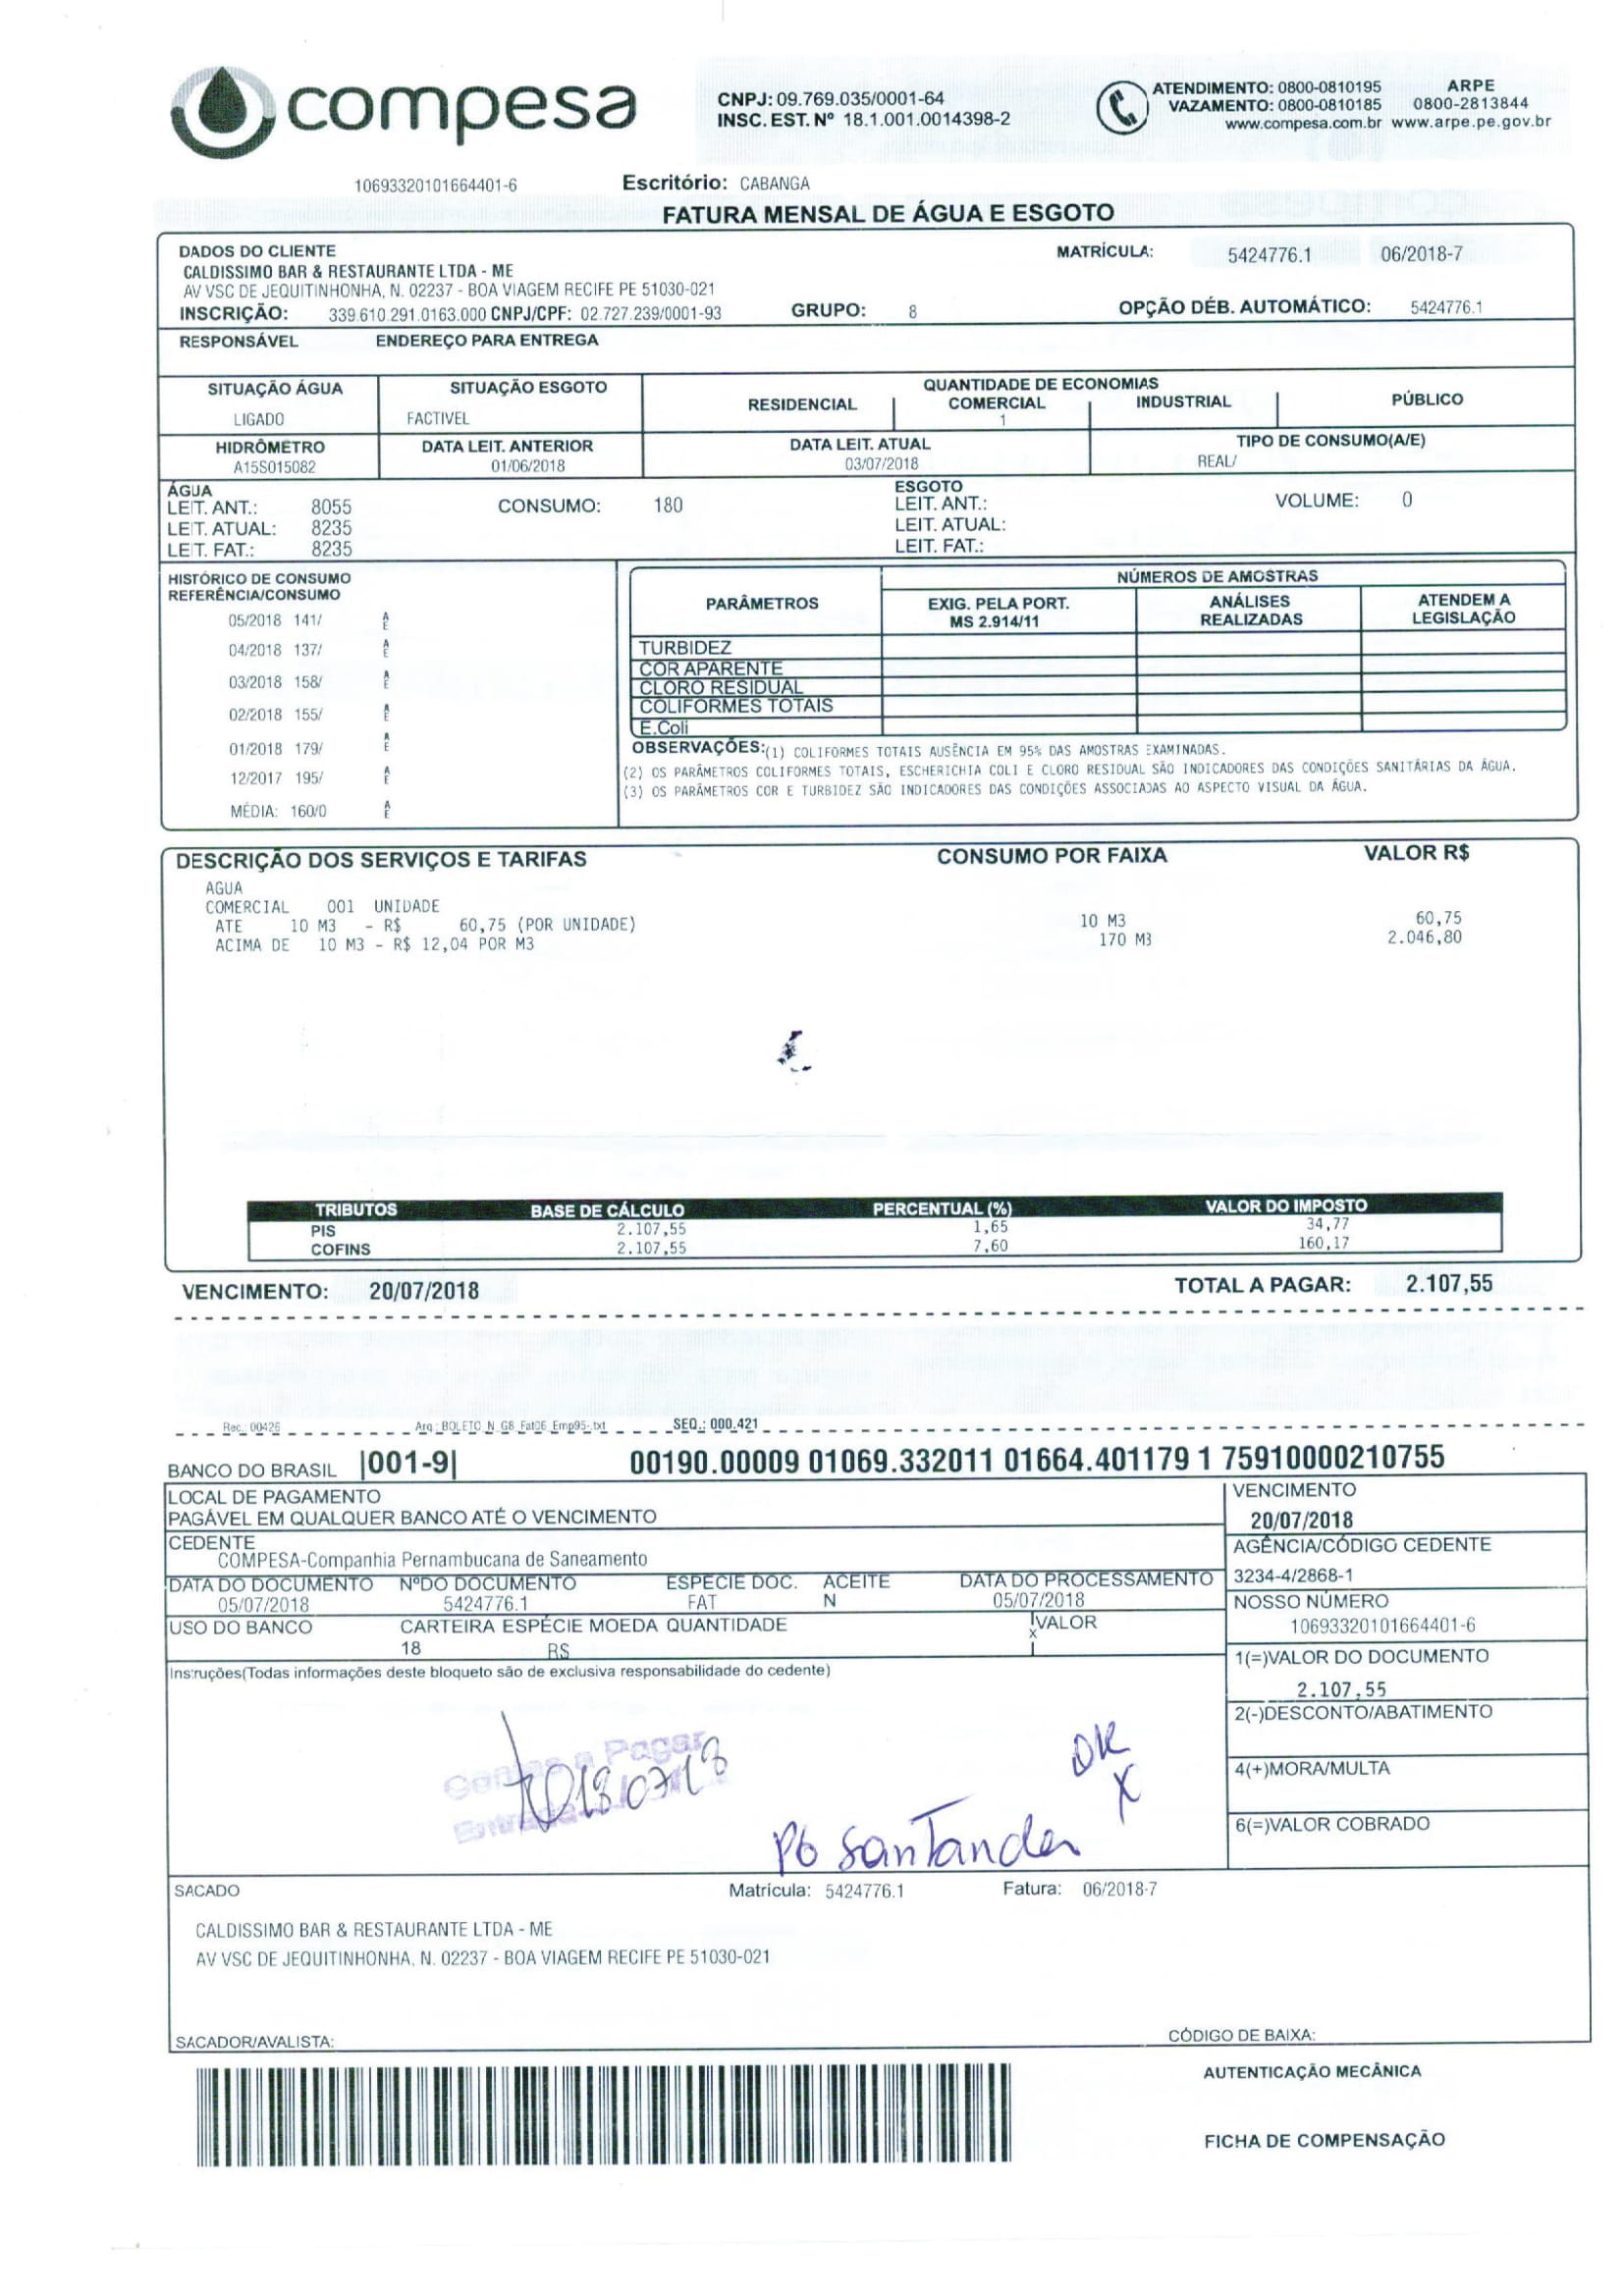 compesa
CNPJ: 09.769.035/0001-64
INSC. EST. Nº 18.1.001.0014398-2
ATENDIMENTO: 0800-0810195 ARPE
VAZAMENTO: 0800-0810185 0800-2813844
www.compesa.com.br www.arpe.pe.gov.br
10693320101664401-6 Escritório: CABANGA
FATURA MENSAL DE ÁGUA E ESGOTO
DADOS DO CLIENTE MATRÍCULA: 5424776.1 06/2018-7
CALDISSIMO BAR & RESTAURANTE LTDA - ME
AV VSC DE JEQUITINHONHA, N. 02237 - BOA VIAGEM RECIFE PE 51030-021
INSCRIÇÃO: 339.610.291.0163.000 CNPJ/CPF: 02.727.239/0001-93 GRUPO: 8 OPÇÃO DÉB. AUTOMÁTICO: 5424776.1
RESPONSÁVEL ENDEREÇO PARA ENTREGA
SITUAÇÃO ÁGUA SITUAÇÃO ESGOTO QUANTIDADE DE ECONOMIAS
RESIDENCIAL COMERCIAL INDUSTRIAL PÚBLICO
LIGADO FACTIVEL 1
HIDRÔMETRO DATA LEIT. ANTERIOR DATA LEIT. ATUAL TIPO DE CONSUMO(A/E)
A15S015082 01/06/2018 03/07/2018 REAL/
ÁGUA ESGOTO
LEIT. ANT.: 8055 CONSUMO: 180 LEIT. ANT.: VOLUME: 0
LEIT. ATUAL: 8235 LEIT. ATUAL:
LEIT. FAT.: 8235 LEIT. FAT.:
HISTÓRICO DE CONSUMO
REFERÊNCIA/CONSUMO
05/2018 141/ A E
04/2018 137/ A E
03/2018 158/ A E
02/2018 155/ A E
01/2018 179/ A E
12/2017 195/ A E
MÉDIA: 160/0 A E
NÚMEROS DE AMOSTRAS
PARÂMETROS EXIG. PELA PORT. MS 2.914/11 ANÁLISES REALIZADAS ATENDEM A LEGISLAÇÃO
TURBIDEZ
COR APARENTE
CLORO RESIDUAL
COLIFORMES TOTAIS
E.Coli
OBSERVAÇÕES:(1) COLIFORMES TOTAIS AUSÊNCIA EM 95% DAS AMOSTRAS EXAMINADAS.
(2) OS PARÂMETROS COLIFORMES TOTAIS, ESCHERICHIA COLI E CLORO RESIDUAL SÃO INDICADORES DAS CONDIÇÕES SANITÁRIAS DA ÁGUA.
(3) OS PARÂMETROS COR E TURBIDEZ SÃO INDICADORES DAS CONDIÇÕES ASSOCIADAS AO ASPECTO VISUAL DA ÁGUA.
DESCRIÇÃO DOS SERVIÇOS E TARIFAS CONSUMO POR FAIXA VALOR R$
AGUA
COMERCIAL 001 UNIDADE
ATE 10 M3 - R$ 60,75 (POR UNIDADE) 10 M3 60,75
ACIMA DE 10 M3 - R$ 12,04 POR M3 170 M3 2.046,80
TRIBUTOS BASE DE CÁLCULO PERCENTUAL (%) VALOR DO IMPOSTO
PIS 2.107,55 1,65 34,77
COFINS 2.107,55 7,60 160,17
VENCIMENTO: 20/07/2018 TOTAL A PAGAR: 2.107,55
Rec.: 00426 Arq.: BOLETO_N_G8_Fat06_Emp95-.txt SEQ.: 000.421
BANCO DO BRASIL |001-9| 00190.00009 01069.332011 01664.401179 1 75910000210755
LOCAL DE PAGAMENTO VENCIMENTO
PAGÁVEL EM QUALQUER BANCO ATÉ O VENCIMENTO 20/07/2018
CEDENTE AGÊNCIA/CÓDIGO CEDENTE
COMPESA-Companhia Pernambucana de Saneamento 3234-4/2868-1
DATA DO DOCUMENTO NºDO DOCUMENTO ESPÉCIE DOC. ACEITE DATA DO PROCESSAMENTO NOSSO NÚMERO
05/07/2018 5424776.1 FAT N 05/07/2018 10693320101664401-6
USO DO BANCO CARTEIRA ESPÉCIE MOEDA QUANTIDADE VALOR
18 RS x
1(=)VALOR DO DOCUMENTO
2.107,55
Instruções(Todas informações deste bloqueto são de exclusiva responsabilidade do cedente)
2(-)DESCONTO/ABATIMENTO
4(+)MORA/MULTA
6(=)VALOR COBRADO
Contas a Pagar
Entrada
180718
OK
X
PG Santander
SACADO Matrícula: 5424776.1 Fatura: 06/2018-7
CALDISSIMO BAR & RESTAURANTE LTDA - ME
AV VSC DE JEQUITINHONHA, N. 02237 - BOA VIAGEM RECIFE PE 51030-021
SACADOR/AVALISTA: CÓDIGO DE BAIXA:
AUTENTICAÇÃO MECÂNICA
FICHA DE COMPENSAÇÃO